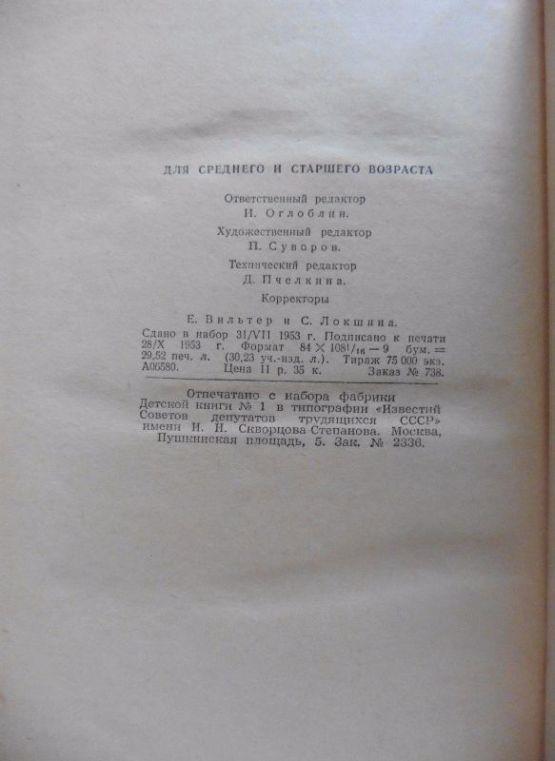 ДЛЯ СРЕДНЕГО И СТАРШЕГО ВОЗРАСТА
Ответственный редактор
И. Оглоблин.
Художественный редактор
П. Суворов.
Технический редактор
Д. Пчелкина.
Корректоры
Е. Вильтер и С. Локшина.
Сдано в набор 31/VII 1953 г. Подписано к печати
28/X 1953 г. Формат 84 × 108¹/₁₆ — 9 бум. =
29,52 печ. л. (30,23 уч.-изд. л.). Тираж 75 000 экз.
А06580. Цена 11 р. 35 к. Заказ № 738.
Отпечатано с набора фабрики
Детской книги № 1 в типографии «Известий
Советов депутатов трудящихся СССР»
имени И. И. Скворцова-Степанова. Москва,
Пушкинская площадь, 5. Зак. № 2336.